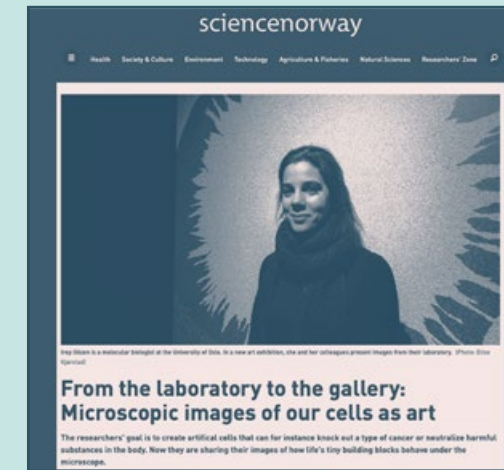 sciencenorway
Health Society & Culture Environment Technology Agriculture & Fisheries Natural Sciences Researchers' Zone
is a molecular biologist at the University of Oslo. In a new art exhibition, she and her colleagues present images from their laboratory. (Photo:
From the laboratory to the gallery:
Microscopic images of our cells as art
The researchers' goal is to create artifical cells that can for instance knock out a type of cancer or neutralize harmful
substances in the body. Now they are sharing their images of how life's tiny building blocks behave under the
microscope.